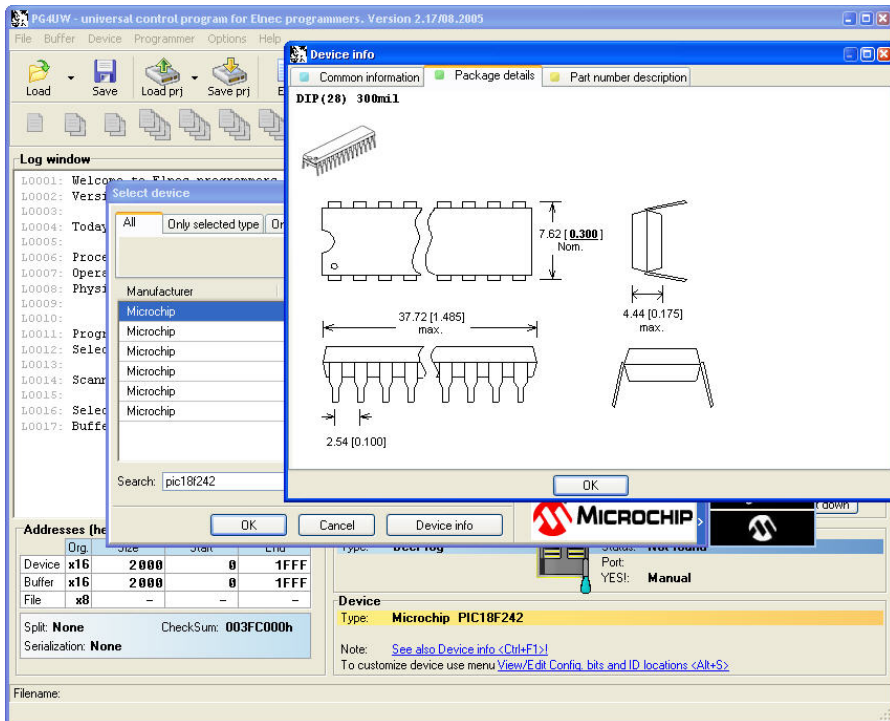 PG4UW - universal control program for Elnec programmers. Version 2.17/08.2005
File Buffer Device Programmer Options Help
Load Save Load prj Save prj
Device info
Common information Package details Part number description
DIP(28) 300mil
7.62 [0.300]
Nom.
37.72 [1.485]
max.
4.44 [0.175]
max.
2.54 [0.100]
OK
Log window
L0001: Welcome to Elnec programmers
L0002: Versi
L0003:
L0004: Today
L0005:
L0006: Proce
L0007: Opera
L0008: Physi
L0009:
L0010:
L0011: Progr
L0012: Selec
L0013:
L0014: Scann
L0015:
L0016: Selec
L0017: Buffe
Select device
All Only selected type On
Manufacturer
Microchip
Microchip
Microchip
Microchip
Microchip
Microchip
Search: pic18f242
OK Cancel Device info
MICROCHIP
down
Addresses (he
Org. Size Start End
Device x16 2000 0 1FFF
Buffer x16 2000 0 1FFF
File x8 - - -
Split: None CheckSum: 003FC000h
Serialization: None
Type: Status: Not found
Port:
YES!: Manual
Device
Type: Microchip PIC18F242
Note: See also Device info <Ctrl+F1>!
To customize device use menu View/Edit Config. bits and ID locations <Alt+S>
Filename: